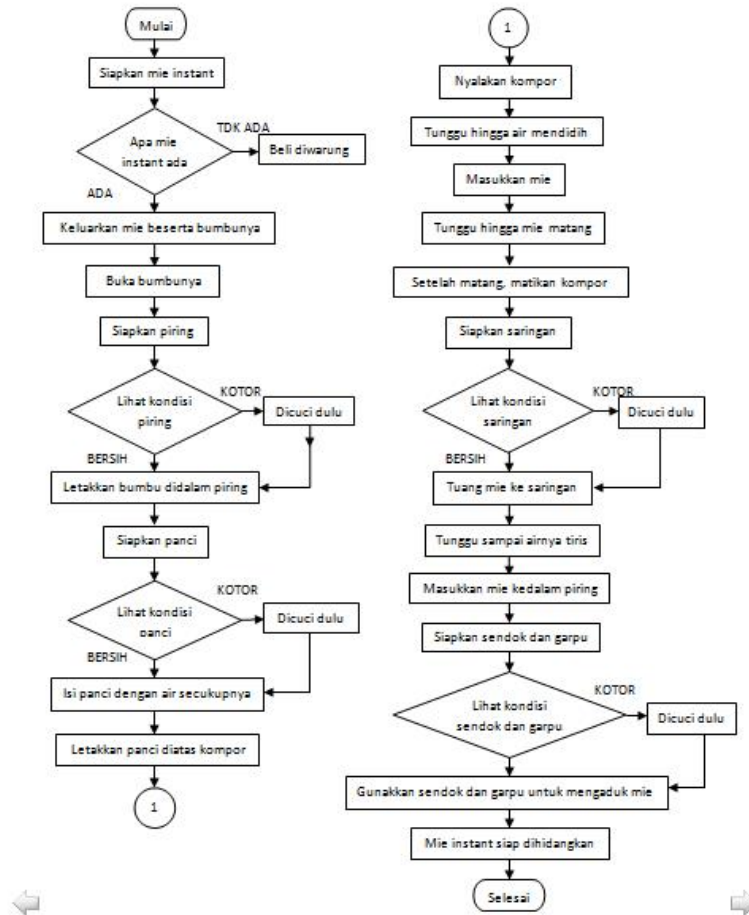 Mulai
Siapkan mie instant
Apa mie
instant ada
TDK ADA
Beli diwarung
ADA
Keluarkan mie beserta bumbunya
Buka bumbunya
Siapkan piring
Lihat kondisi
piring
KOTOR
Dicuci dulu
BERSIH
Letakkan bumbu didalam piring
Siapkan panci
Lihat kondisi
panci
KOTOR
Dicuci dulu
BERSIH
Isi panci dengan air secukupnya
Letakkan panci diatas kompor
1
1
Nyalakan kompor
Tunggu hingga air mendidih
Masukkan mie
Tunggu hingga mie matang
Setelah matang, matikan kompor
Siapkan saringan
Lihat kondisi
saringan
KOTOR
Dicuci dulu
BERSIH
Tuang mie ke saringan
Tunggu sampai airnya tiris
Masukkan mie kedalam piring
Siapkan sendok dan garpu
Lihat kondisi
sendok dan garpu
KOTOR
Dicuci dulu
Gunakkan sendok dan garpu untuk mengaduk mie
Mie instant siap dihidangkan
Selesai